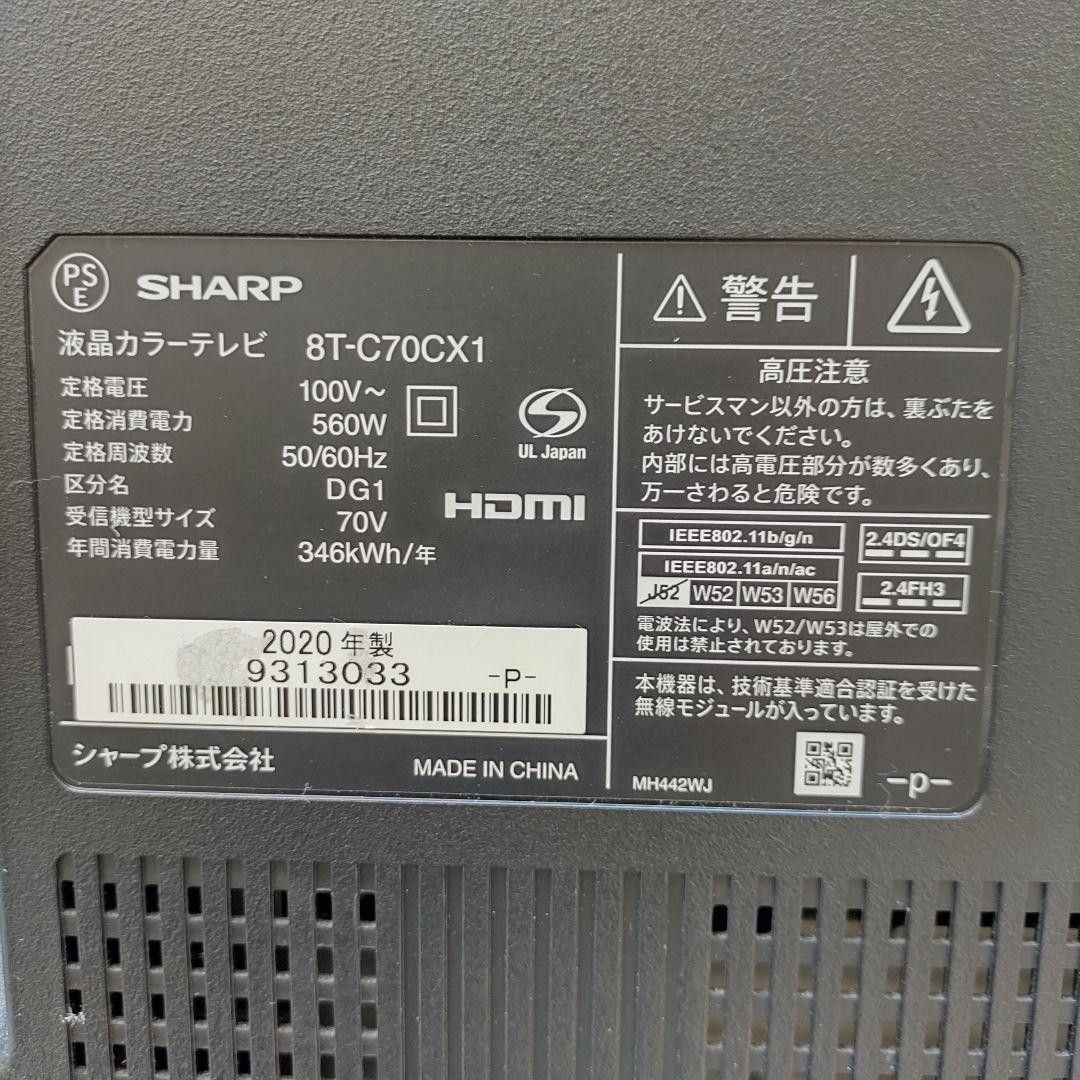 PS
E
SHARP
液晶カラーテレビ 8T-C70CX1
定格電圧 100V~
定格消費電力 560W
定格周波数 50/60Hz
区分名 DG1
受信機型サイズ 70V
年間消費電力量 346kWh/年
UL Japan
HDMI
2020年製
9313033 -P-
シャープ株式会社
MADE IN CHINA
警告
高圧注意
サービスマン以外の方は、裏ぶたを
あけないでください。
内部には高電圧部分が数多くあり、
万一さわると危険です。
IEEE802.11b/g/n
IEEE802.11a/n/ac
J52 W52 W53 W56
2.4DS/OF4
2.4FH3
電波法により、W52/W53は屋外での
使用は禁止されております。
本機器は、技術基準適合認証を受けた
無線モジュールが入っています。
MH442WJ
-p-